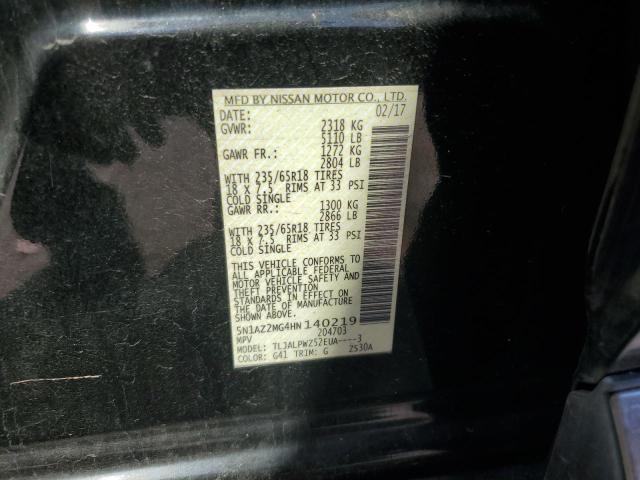 MFD BY NISSAN MOTOR CO., LTD.
DATE: 02/17
GVWR: 2318 KG
5110 LB
GAWR FR.: 1272 KG
2804 LB
WITH 235/65R18 TIRES
18 X 7.5 RIMS AT 33 PSI
COLD SINGLE
GAWR RR.: 1300 KG
2866 LB
WITH 235/65R18 TIRES
18 X 7.5 RIMS AT 33 PSI
COLD SINGLE
THIS VEHICLE CONFORMS TO
ALL APPLICABLE FEDERAL
MOTOR VEHICLE SAFETY AND
THEFT PREVENTION
STANDARDS IN EFFECT ON
THE DATE OF MANUFACTURE
SHOWN ABOVE.
5N1AZ2MG4HN140219
MPV 204703
MODEL: TLJALPWZ52EUA----3
COLOR: G41 TRIM: G 2S30A